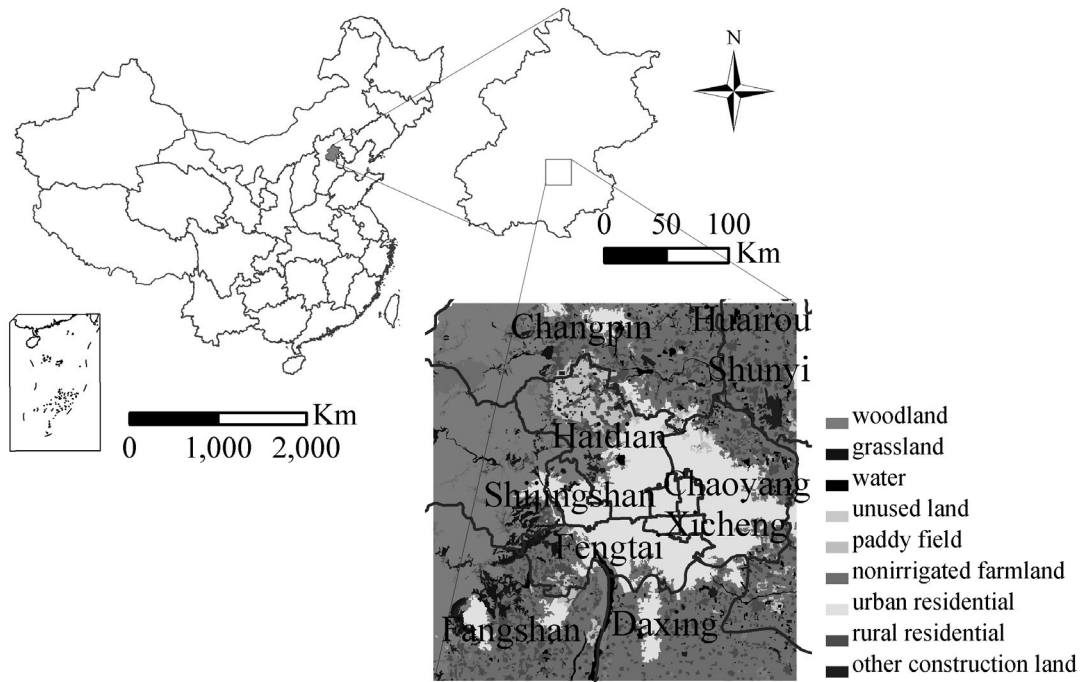 N
0 50 100
Km
Km
0 1,000 2,000
Changpin
Huairou
Shunyi
Haidian
Shijingshan
Chaoyang
Xicheng
Fengtai
Fangshan
Daxing
woodland
grassland
water
unused land
paddy field
nonirrigated farmland
urban residential
rural residential
other construction land